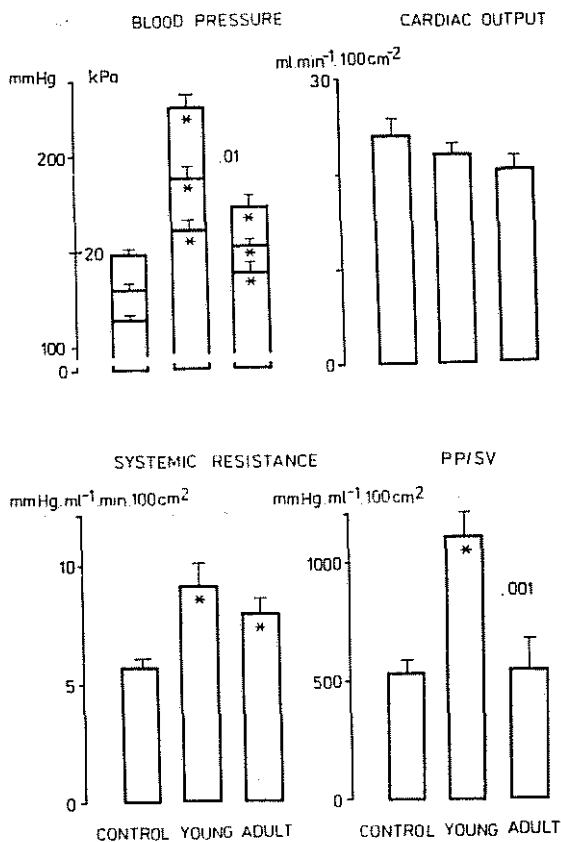 BLOOD PRESSURE
mmHg kPa
200
20
100
0
.01
*
*
*
*
*
*
CARDIAC OUTPUT
ml.min⁻¹.100cm⁻²
30
0
SYSTEMIC RESISTANCE
mmHg.ml⁻¹.min.100cm²
10
5
0
*
*
CONTROL YOUNG ADULT
PP/SV
mmHg.ml⁻¹.100cm²
1000
500
0
*
.001
CONTROL YOUNG ADULT